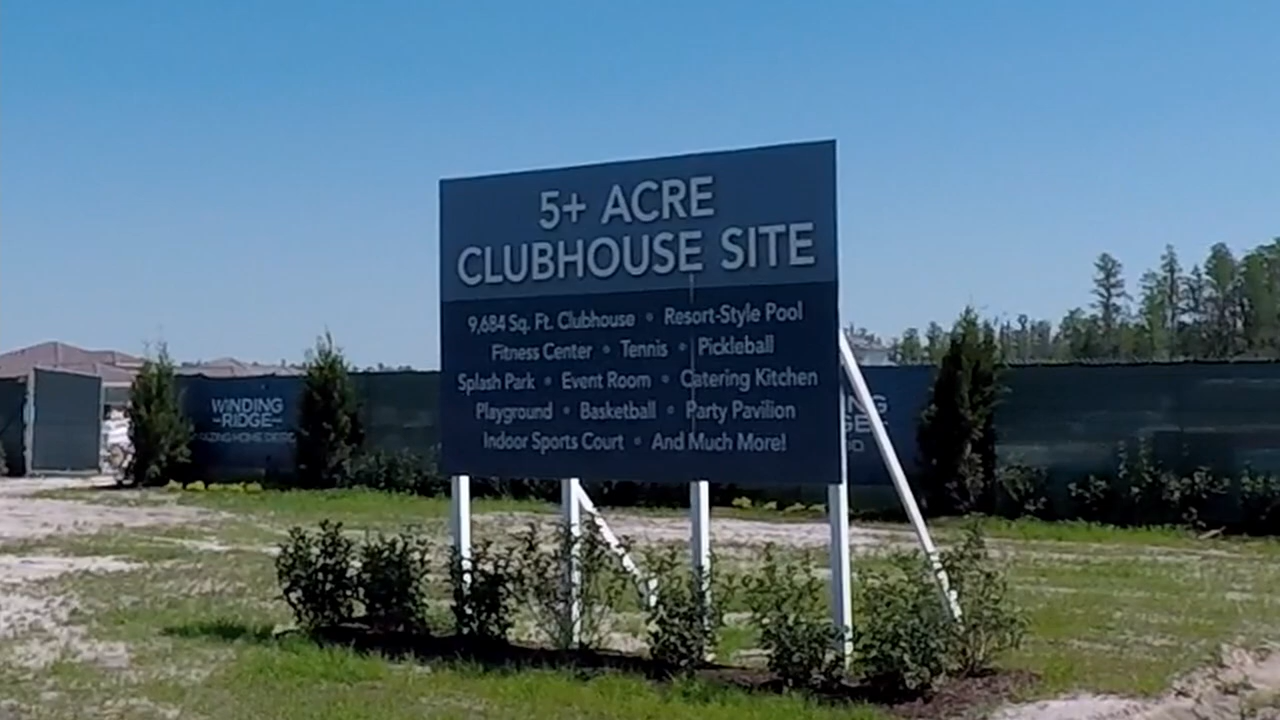 5+ ACRE
CLUBHOUSE SITE
9,684 Sq. Ft. Clubhouse • Resort-Style Pool
Fitness Center • Tennis • Pickleball
Splash Park • Event Room • Catering Kitchen
Playground • Basketball • Party Pavilion
Indoor Sports Court • And Much More!
WINDING
-RIDGE-